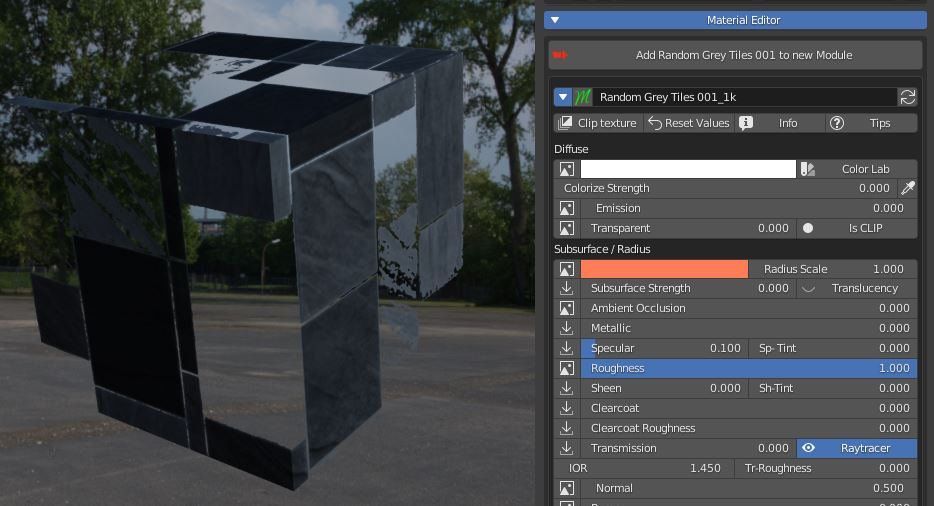 Material Editor
Add Random Grey Tiles 001 to new Module
Random Grey Tiles 001_1k
Clip texture Reset Values Info Tips
Diffuse
Color Lab
Colorize Strength 0.000
Emission 0.000
Transparent 0.000 Is CLIP
Subsurface / Radius
Radius Scale 1.000
Subsurface Strength 0.000 Translucency
Ambient Occlusion 0.000
Metallic 0.000
Specular 0.100 Sp- Tint 0.000
Roughness 1.000
Sheen 0.000 Sh-Tint 0.000
Clearcoat 0.000
Clearcoat Roughness 0.000
Transmission 0.000 Raytracer
IOR 1.450 Tr-Roughness 0.000
Normal 0.500